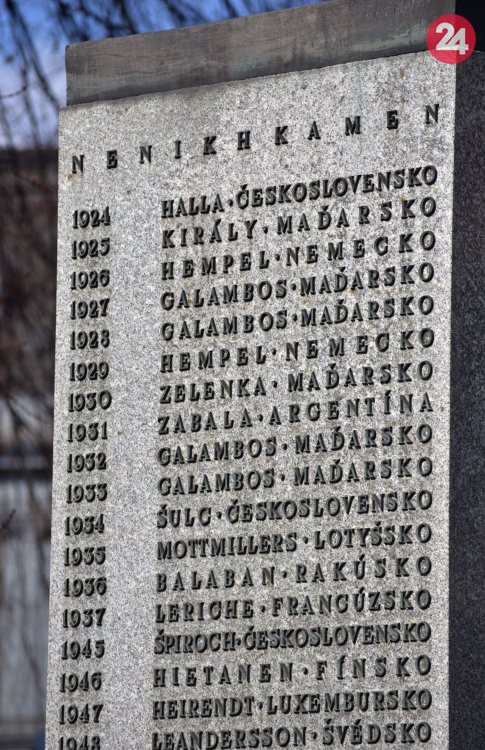 24
NENIKHKAMEN
1924 HALLA·ČESKOSLOVENSKO
1925 KIRÁLY·MAĎARSKO
1926 HEMPEL·NEMECKO
1927 GALAMBOS·MAĎARSKO
1928 GALAMBOS·MAĎARSKO
1929 HEMPEL·NEMECKO
1930 ZELENKA·MAĎARSKO
1931 ZABALA·ARGENTÍNA
1932 GALAMBOS·MAĎARSKO
1933 GALAMBOS·MAĎARSKO
1934 ŠULC·ČESKOSLOVENSKO
1935 MOTTMILLERS·LOTYŠSKO
1936 BALABAN·RAKÚSKO
1937 LERICHE·FRANCÚZSKO
1945 ŠPIROCH·ČESKOSLOVENSKO
1946 HIETANEN·FÍNSKO
1947 HEIRENDT·LUXEMBURSKO
1948 LEANDERSSON·ŠVÉDSKO